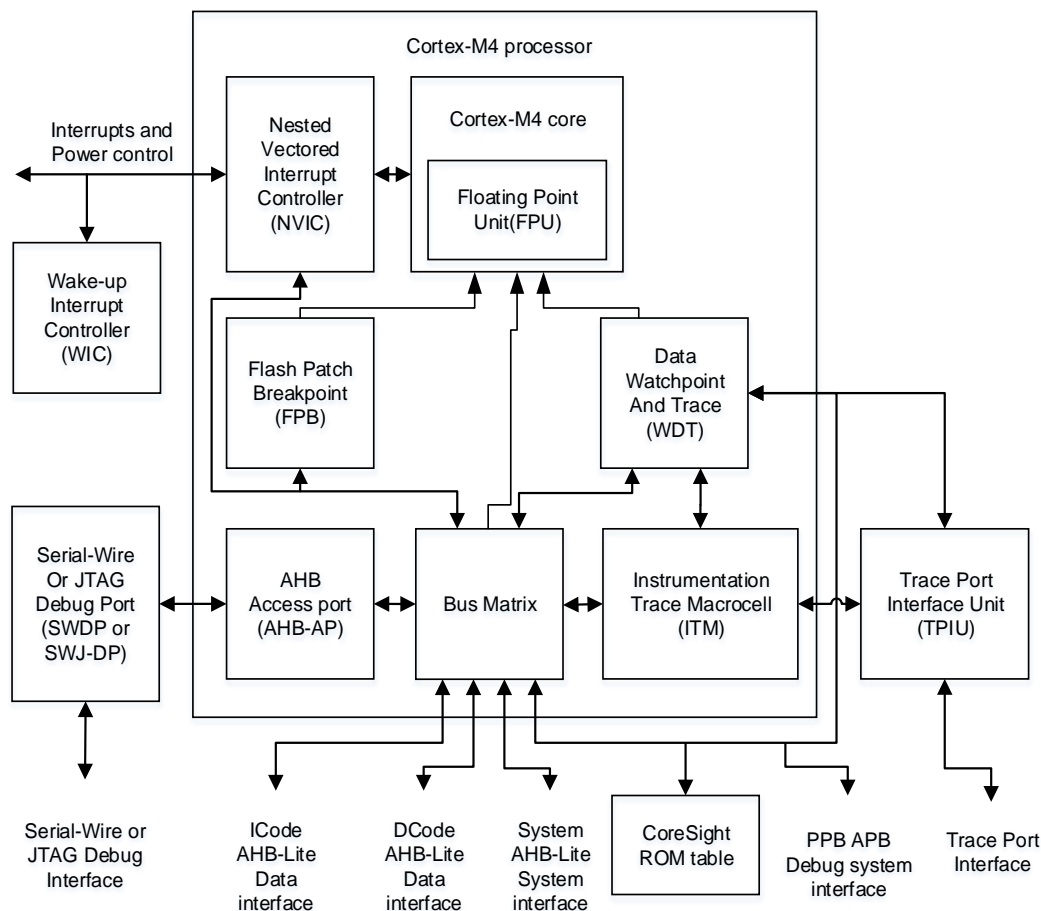 Cortex-M4 processor
Nested
Vectored
Interrupt
Controller
(NVIC)
Cortex-M4 core
Floating Point
Unit(FPU)
Interrupts and
Power control
Wake-up
Interrupt
Controller
(WIC)
Flash Patch
Breakpoint
(FPB)
Data
Watchpoint
And Trace
(WDT)
Serial-Wire
Or JTAG
Debug Port
(SWDP or
SWJ-DP)
AHB
Access port
(AHB-AP)
Bus Matrix
Instrumentation
Trace Macrocell
(ITM)
Trace Port
Interface Unit
(TPIU)
Serial-Wire or
JTAG Debug
Interface
ICode
AHB-Lite
Data
interface
DCode
AHB-Lite
Data
interface
System
AHB-Lite
System
interface
CoreSight
ROM table
PPB APB
Debug system
interface
Trace Port
Interface